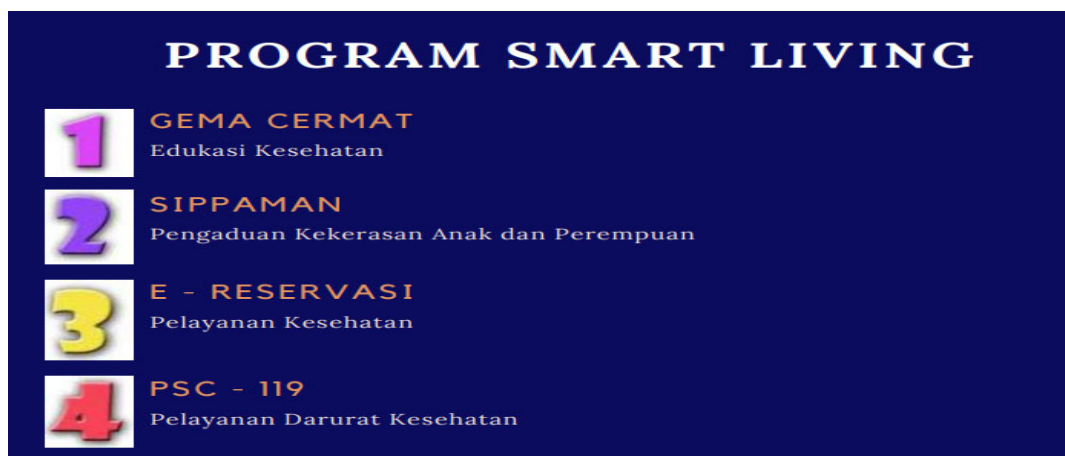 PROGRAM SMART LIVING
1
GEMA CERMAT
Edukasi Kesehatan
2
SIPPAMAN
Pengaduan Kekerasan Anak dan Perempuan
3
E - RESERVASI
Pelayanan Kesehatan
4
PSC - 119
Pelayanan Darurat Kesehatan